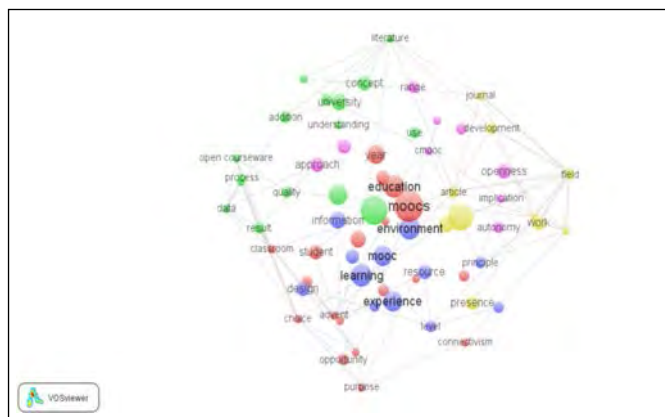 literature
concept
range
journal
university
addition
understanding
use
development
year
cmooc
open courseware
approach
openness
process
field
education
article
implication
quality
moocs
data
information
environment
autonomy
work
result
classroom
student
mooc
principle
learning
resource
design
experience
presence
advent
level
choice
connectivism
opportunity
purpose
VOSviewer